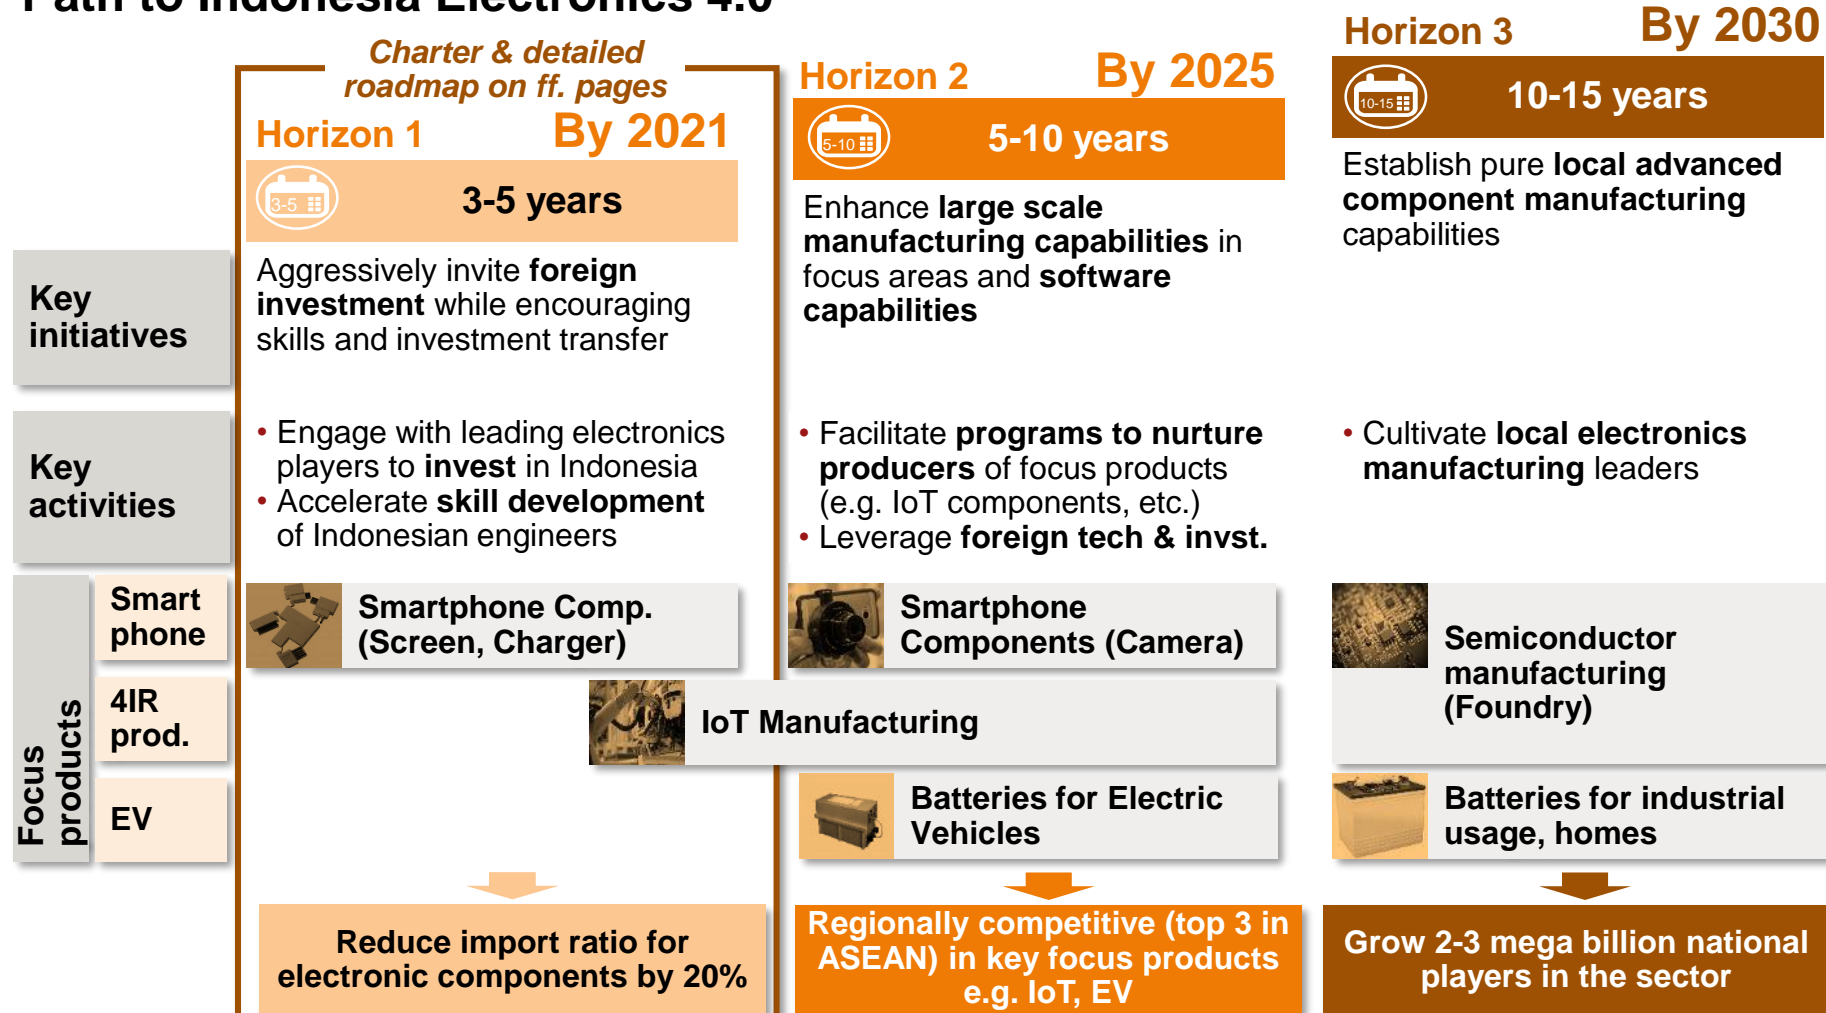 Path to Indonesia Electronics 4.0
Charter & detailed
roadmap on ff. pages
Horizon 1
By 2021
3-5
3-5 years
Horizon 2
By 2025
5-10
5-10 years
Horizon 3
By 2030
10-15
10-15 years
Key
initiatives
Aggressively invite foreign
investment while encouraging
skills and investment transfer
Enhance large scale
manufacturing capabilities in
focus areas and software
capabilities
Establish pure local advanced
component manufacturing
capabilities
Key
activities
• Engage with leading electronics
players to invest in Indonesia
• Accelerate skill development
of Indonesian engineers
• Facilitate programs to nurture
producers of focus products
(e.g. IoT components, etc.)
• Leverage foreign tech & invst.
• Cultivate local electronics
manufacturing leaders
Focus
products
Smart
phone
Smartphone Comp.
(Screen, Charger)
Smartphone
Components (Camera)
Semiconductor
manufacturing
(Foundry)
4IR
prod.
IoT Manufacturing
EV
Batteries for Electric
Vehicles
Batteries for industrial
usage, homes
Reduce import ratio for
electronic components by 20%
Regionally competitive (top 3 in
ASEAN) in key focus products
e.g. IoT, EV
Grow 2-3 mega billion national
players in the sector